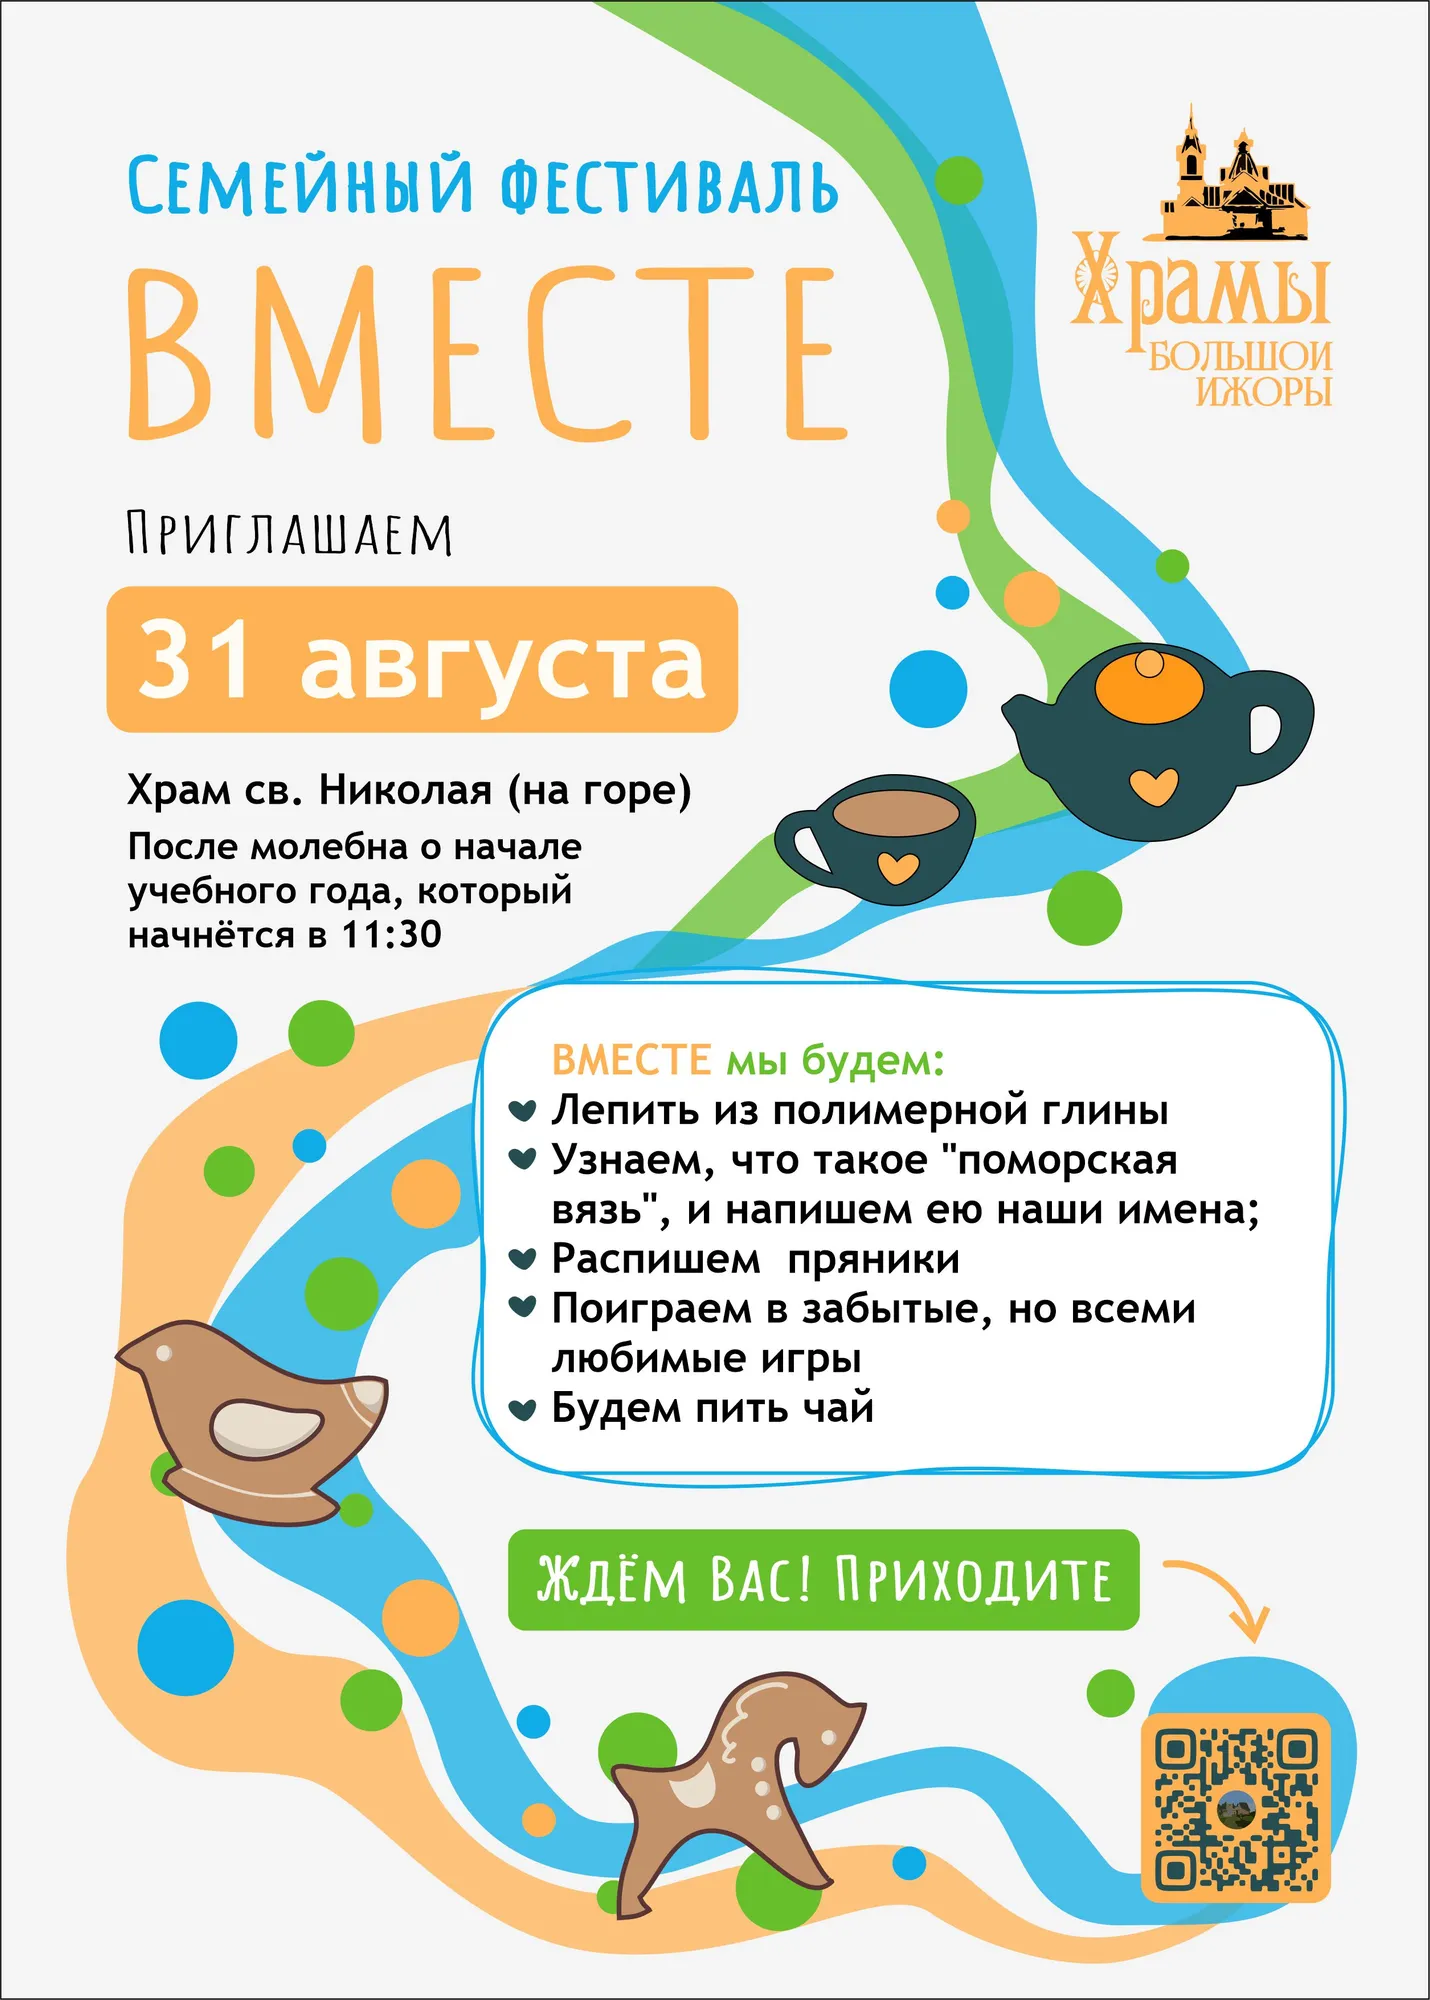 Семейный фестиваль
ВМЕСТЕ
Храмы
БОЛЬШОЙ
ИЖОРЫ
Приглашаем
31 августа
Храм св. Николая (на горе)
После молебна о начале
учебного года, который
начнётся в 11:30
ВМЕСТЕ мы будем:
Лепить из полимерной глины
Узнаем, что такое "поморская
вязь", и напишем ею наши имена;
Распишем  пряники
Поиграем в забытые, но всеми
любимые игры
Будем пить чай
Ждём Вас! Приходите